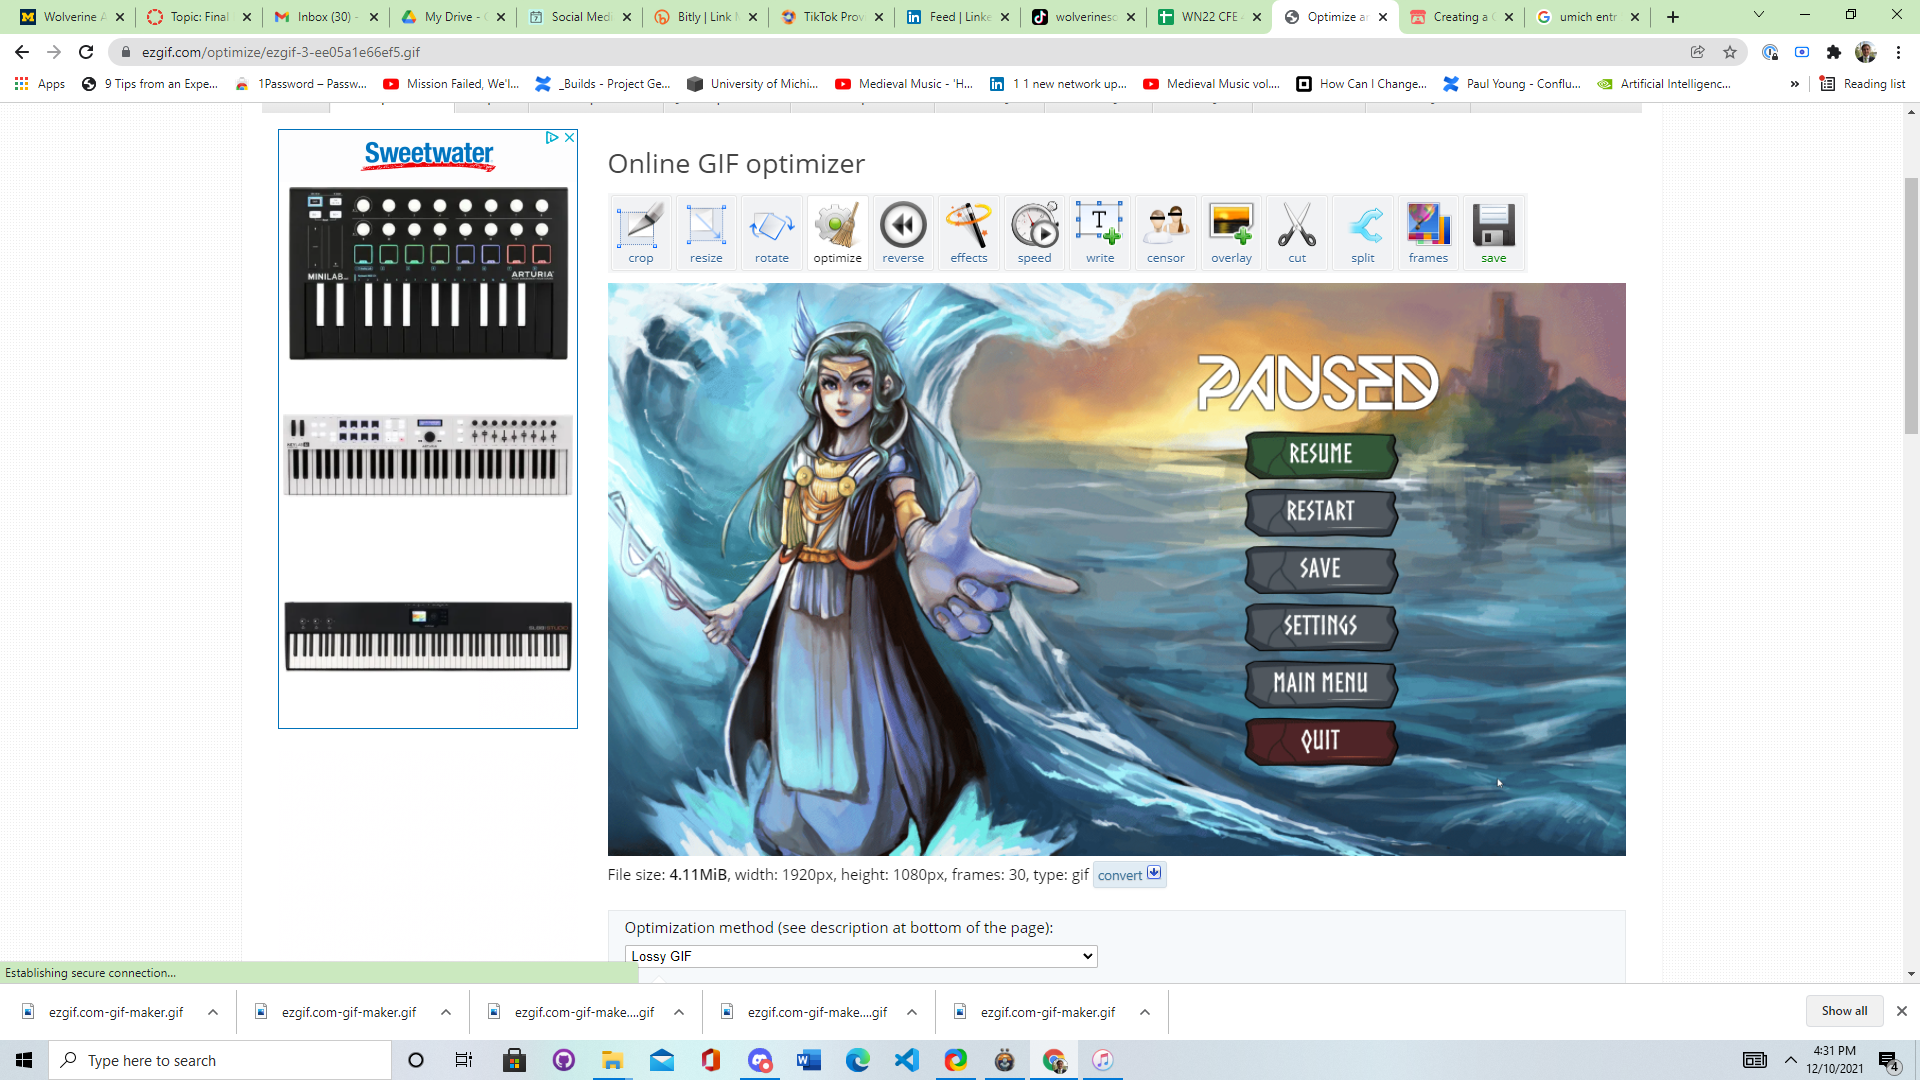 Wolverine A
Topic: Final
Inbox (30) -
My Drive - G
Social Medi
Bitly | Link M
TikTok Prov
Feed | Linke
wolverinesc
WN22 CFE
Optimize an
Creating a G
umich entr
ezgif.com/optimize/ezgif-3-ee05a1e66ef5.gif
Apps
9 Tips from an Expe...
1Password – Passw...
Mission Failed, We'l...
_Builds - Project Ge...
University of Michi...
Medieval Music - 'H...
1 1 new network up...
Medieval Music vol....
How Can I Change...
Paul Young - Conflu...
Artificial Intelligenc...
»
Reading list
Sweetwater
MINILAB
ARTURIA
Online GIF optimizer
crop
resize
rotate
optimize
reverse
effects
speed
write
censor
overlay
cut
split
frames
save
PAUSED
RESUME
RESTART
SAVE
SETTINGS
MAIN MENU
QUIT
File size: 4.11MiB, width: 1920px, height: 1080px, frames: 30, type: gif
convert
Optimization method (see description at bottom of the page):
Lossy GIF
Establishing secure connection...
ezgif.com-gif-maker.gif
ezgif.com-gif-maker.gif
ezgif.com-gif-make....gif
ezgif.com-gif-make....gif
ezgif.com-gif-maker.gif
Show all
Type here to search
4:31 PM
12/10/2021
4